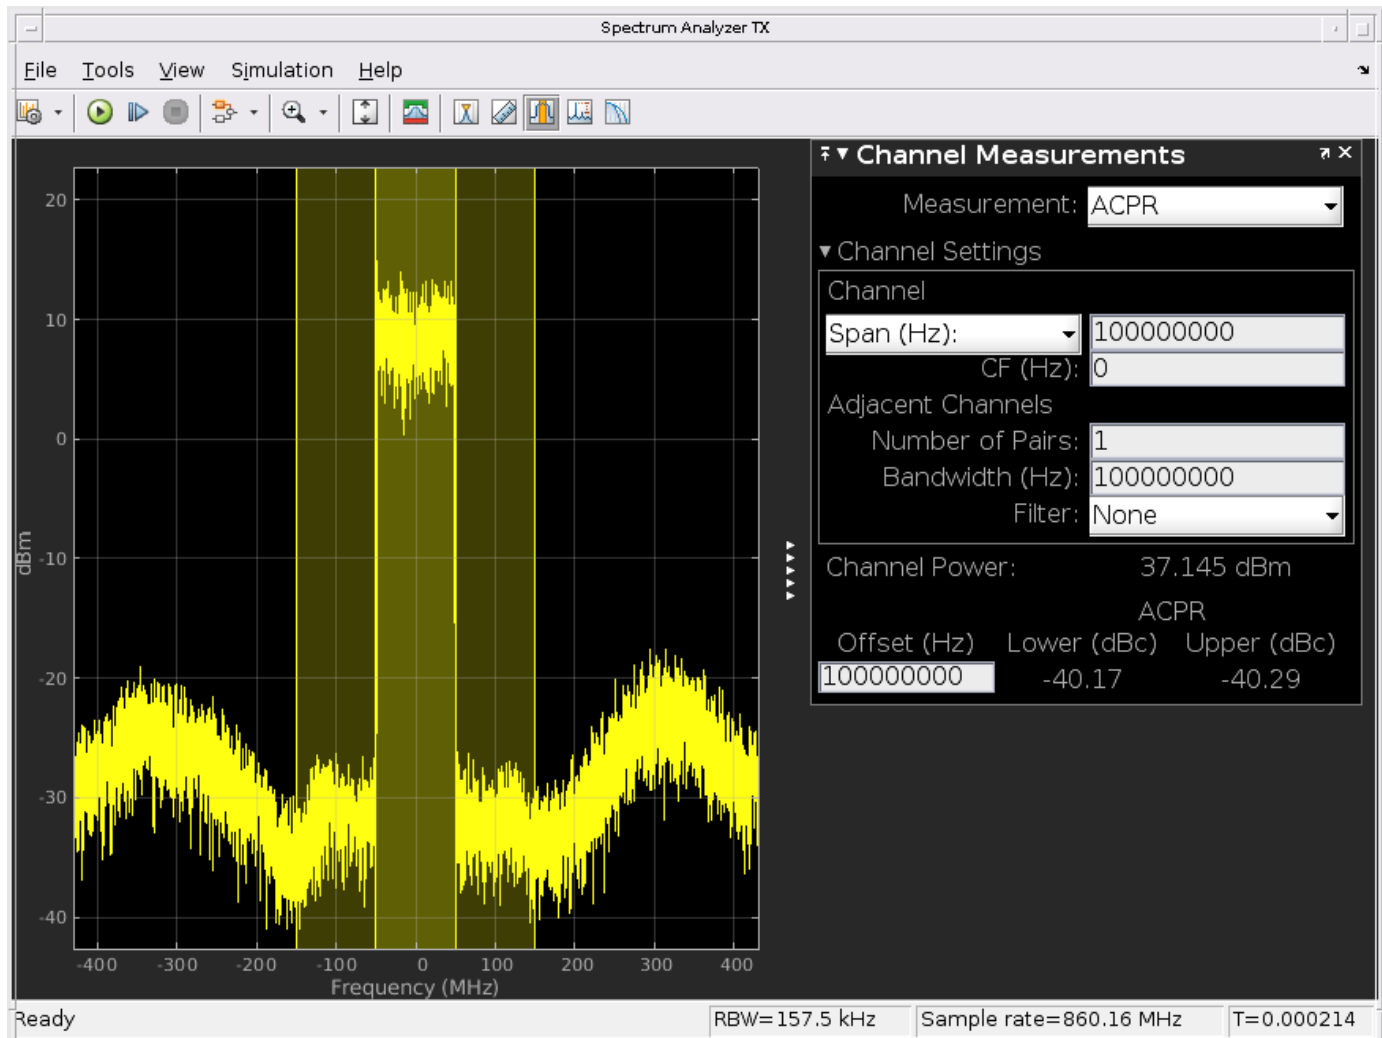 Spectrum Analyzer TX
File Tools View Simulation Help
Channel Measurements
Measurement: ACPR
Channel Settings
Channel
Span (Hz): 100000000
CF (Hz): 0
Adjacent Channels
Number of Pairs: 1
Bandwidth (Hz): 100000000
Filter: None
Channel Power: 37.145 dBm
ACPR
Offset (Hz) Lower (dBc) Upper (dBc)
100000000 -40.17 -40.29
20
10
0
-10
-20
-30
-40
dBm
-400 -300 -200 -100 0 100 200 300 400
Frequency (MHz)
Ready RBW=157.5 kHz Sample rate=860.16 MHz T=0.000214